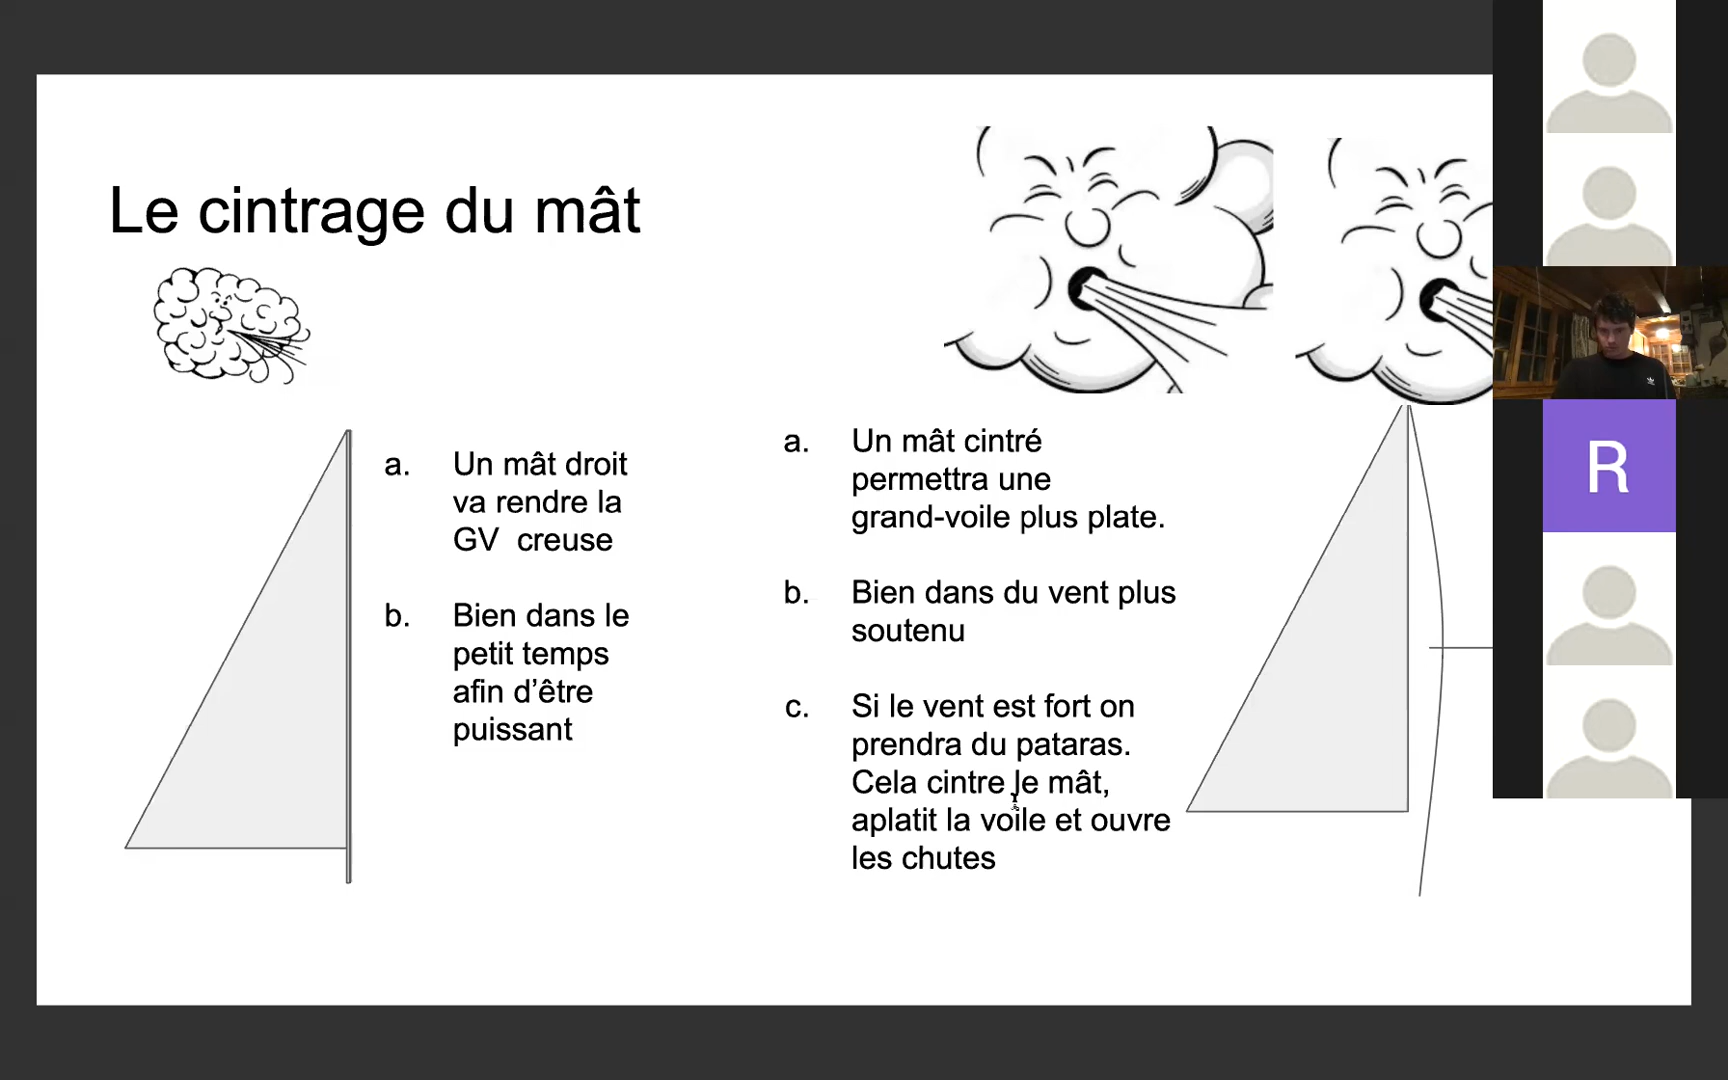 Le cintrage du mât
a. Un mât droit
va rendre la
GV creuse
b. Bien dans le
petit temps
afin d’être
puissant
a. Un mât cintré
permettra une
grand-voile plus plate.
b. Bien dans du vent plus
soutenu
c. Si le vent est fort on
prendra du pataras.
Cela cintre le mât,
aplatit la voile et ouvre
les chutes
R